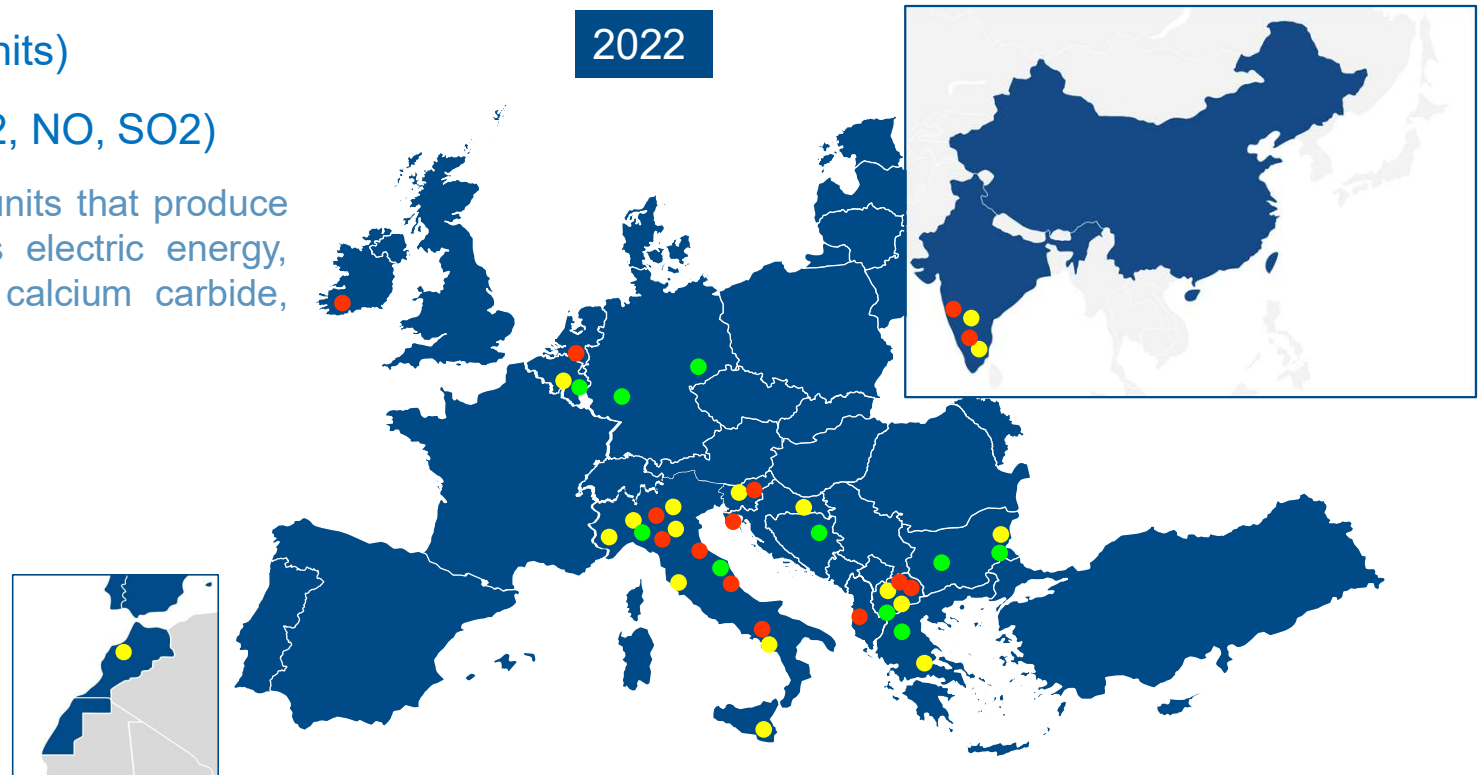 nits)
2022
2, NO, SO2)
units that produce
s electric energy,
calcium carbide,